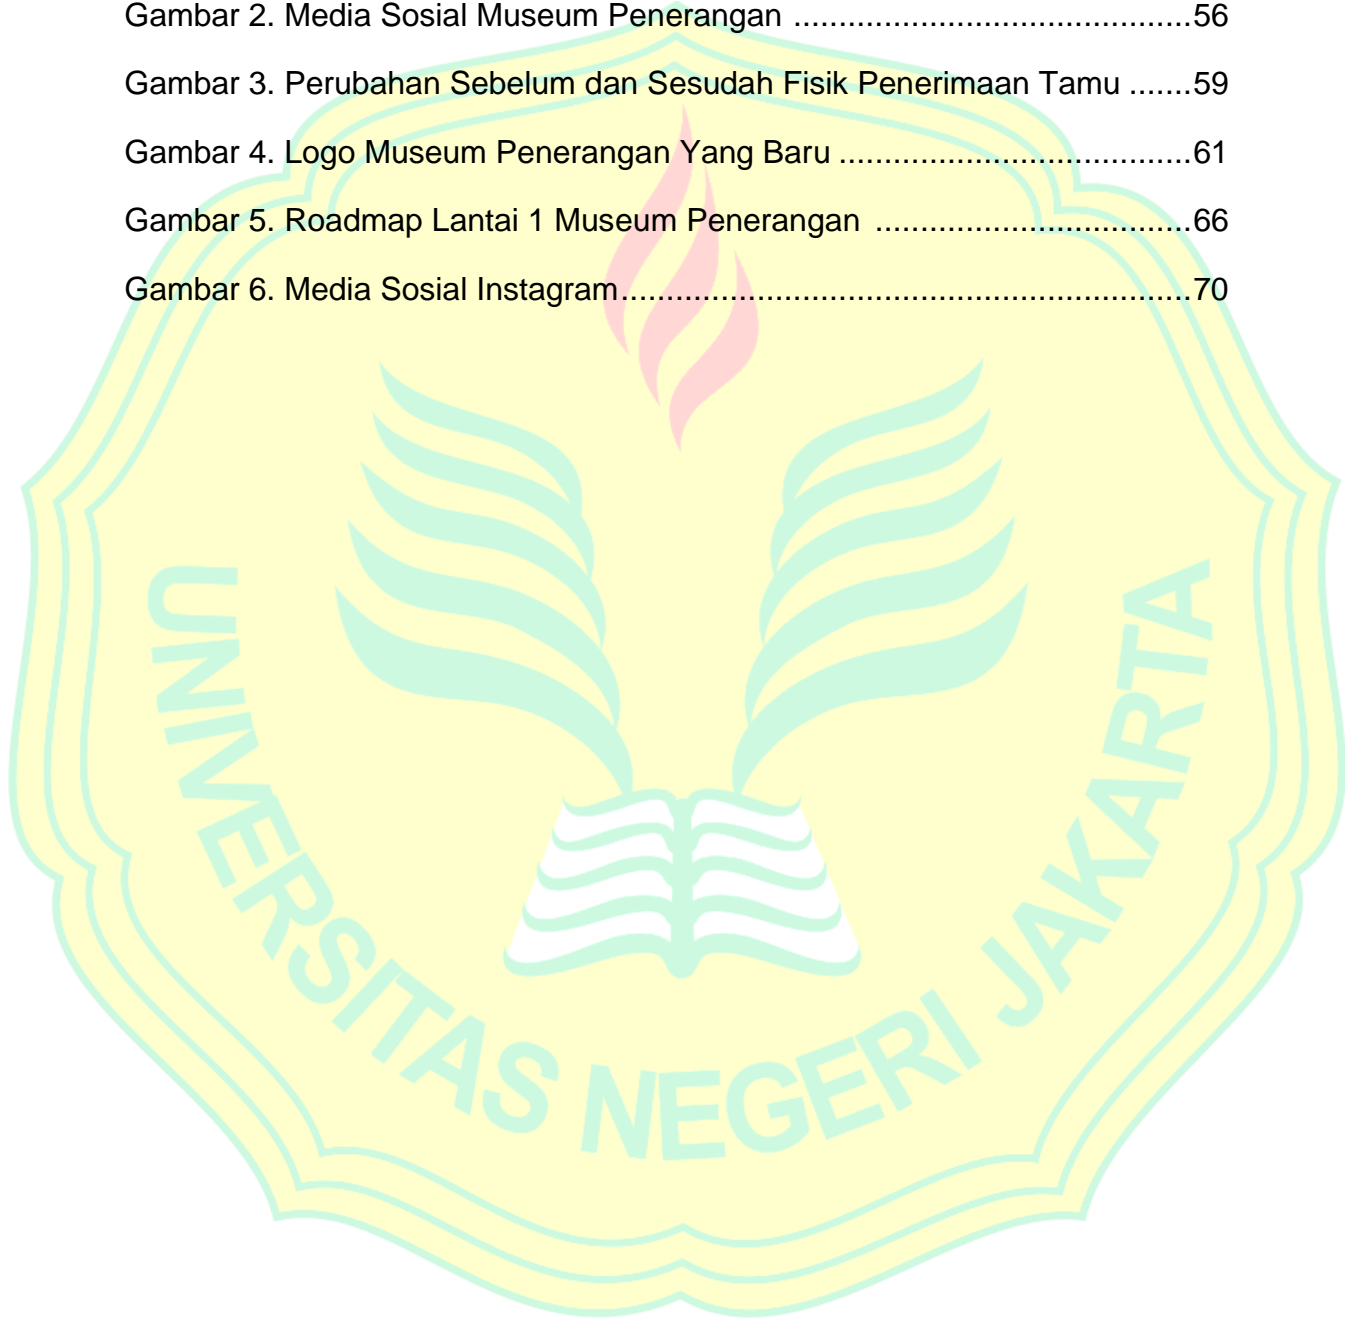 Gambar 2. Media Sosial Museum Penerangan ............................................56
Gambar 3. Perubahan Sebelum dan Sesudah Fisik Penerimaan Tamu .......59
Gambar 4. Logo Museum Penerangan Yang Baru .......................................61
Gambar 5. Roadmap Lantai 1 Museum Penerangan ...................................66
Gambar 6. Media Sosial Instagram...............................................................70
UNIVERSITAS NEGERI JAKARTA